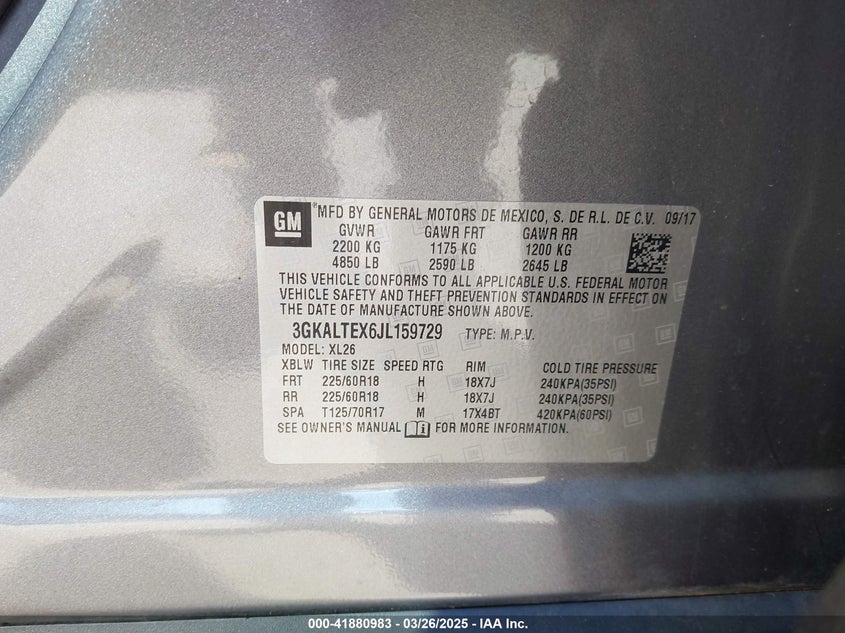 GM ® MFD BY GENERAL MOTORS DE MEXICO, S. DE R.L. DE C.V. 09/17
GVWR GAWR FRT GAWR RR
2200 KG 1175 KG 1200 KG
4850 LB 2590 LB 2645 LB
THIS VEHICLE CONFORMS TO ALL APPLICABLE U.S. FEDERAL MOTOR
VEHICLE SAFETY AND THEFT PREVENTION STANDARDS IN EFFECT ON
THE DATE OF MANUFACTURE SHOWN ABOVE.
3GKALTEX6JL159729 TYPE: M.P.V.
MODEL: XL26
XBLW TIRE SIZE SPEED RTG RIM COLD TIRE PRESSURE
FRT 225/60R18 H 18X7J 240KPA(35PSI)
RR 225/60R18 H 18X7J 240KPA(35PSI)
SPA T125/70R17 M 17X4BT 420KPA(60PSI)
SEE OWNER'S MANUAL FOR MORE INFORMATION.
000-41880983 - 03/26/2025 - IAA Inc.